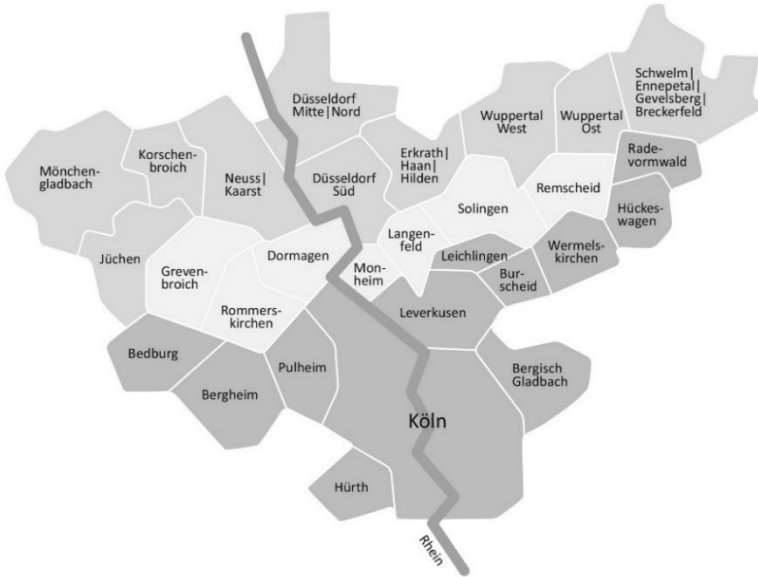 Düsseldorf
Mitte|Nord
Schwelm|
Ennepetal|
Gevelsberg|
Breckerfeld
Wuppertal
West
Wuppertal
Ost
Korschen-
broich
Mönchen-
gladbach
Neuss|
Kaarst
Düsseldorf
Süd
Erkrath|
Haan|
Hilden
Rade-
vormwald
Remscheid
Solingen
Hückes-
wagen
Jüchen
Greven-
broich
Dormagen
Langen-
feld
Leichlingen
Wermels-
kirchen
Mon-
heim
Bur-
scheid
Rommers-
kirchen
Leverkusen
Bedburg
Bergheim
Pulheim
Bergisch
Gladbach
Köln
Hürth
Rhein